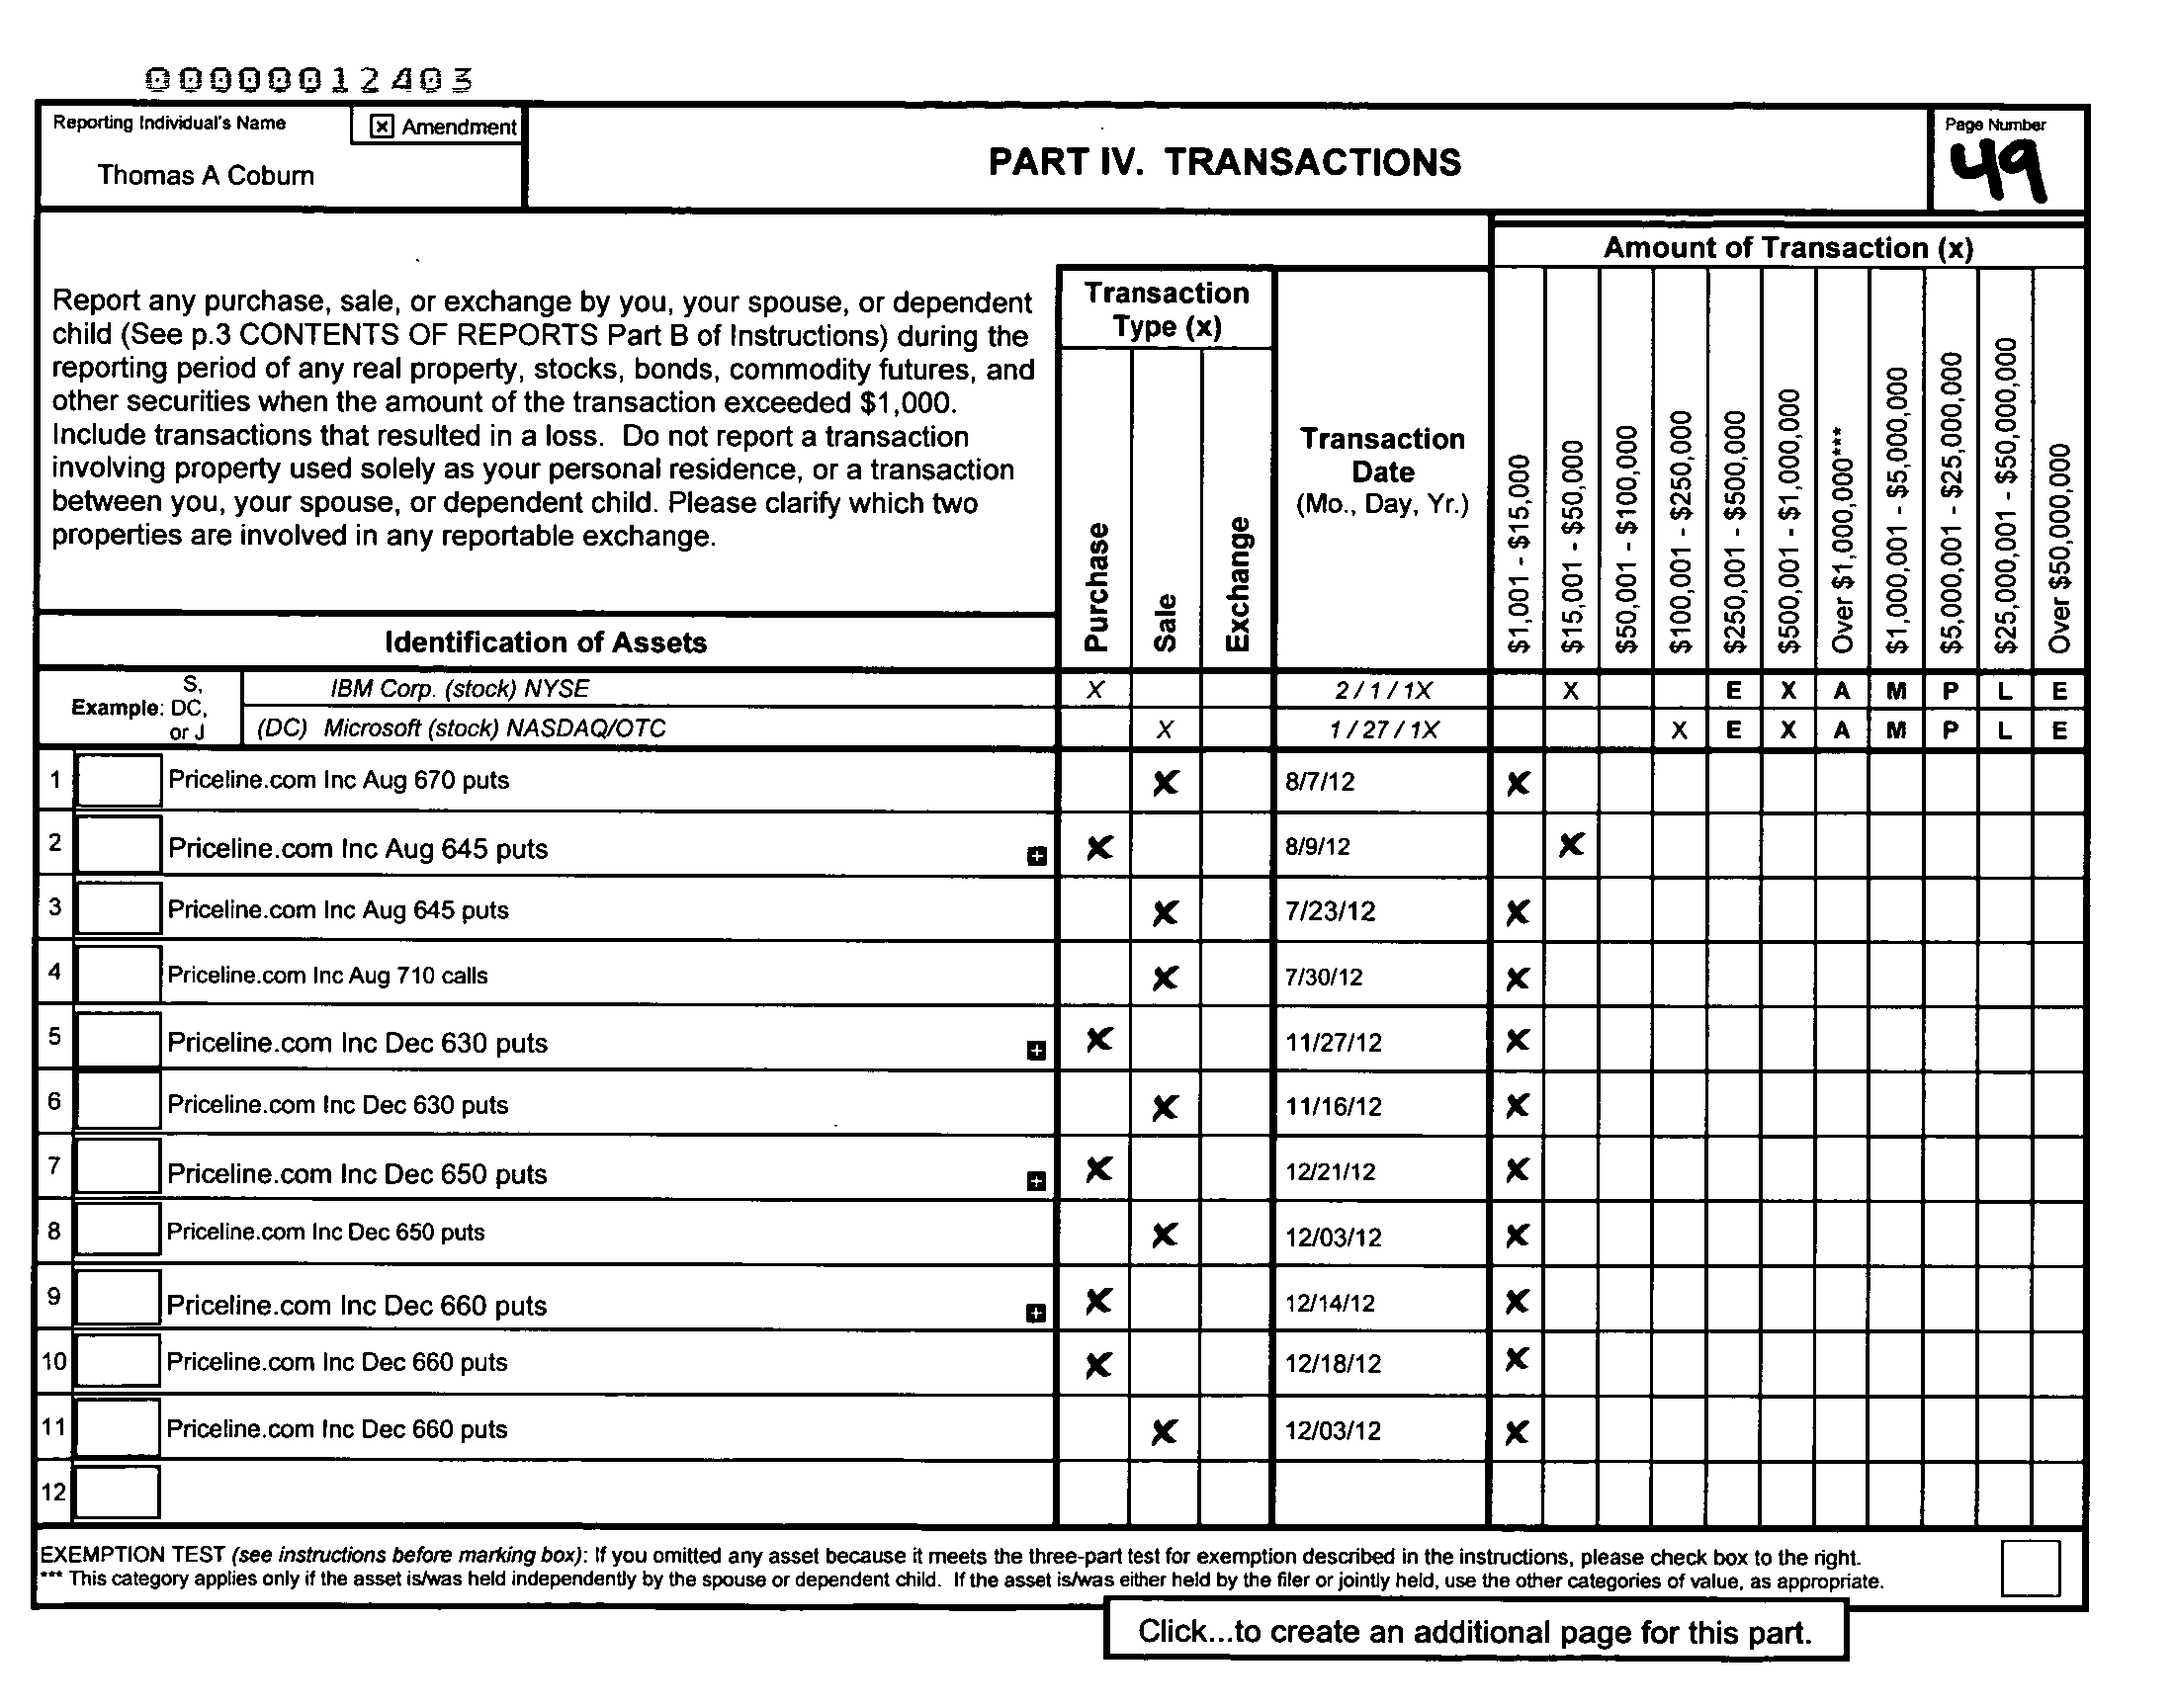 00000012403
Reporting Individual's Name
x Amendment
Thomas A Coburn
PART IV. TRANSACTIONS
Page Number
49
Report any purchase, sale, or exchange by you, your spouse, or dependent
child (See p.3 CONTENTS OF REPORTS Part B of Instructions) during the
reporting period of any real property, stocks, bonds, commodity futures, and
other securities when the amount of the transaction exceeded $1,000.
Include transactions that resulted in a loss. Do not report a transaction
involving property used solely as your personal residence, or a transaction
between you, your spouse, or dependent child. Please clarify which two
properties are involved in any reportable exchange.
Identification of Assets
Transaction
Type (x)
Purchase
Sale
Exchange
Transaction
Date
(Mo., Day, Yr.)
Amount of Transaction (x)
$1,001 - $15,000
$15,001 - $50,000
$50,001 - $100,000
$100,001 - $250,000
$250,001 - $500,000
$500,001 - $1,000,000
Over $1,000,000***
$1,000,001 - $5,000,000
$5,000,001 - $25,000,000
$25,000,001 - $50,000,000
Over $50,000,000
Example: S, DC, or J
IBM Corp. (stock) NYSE X 2 / 1 / 1X X E X A M P L E
(DC) Microsoft (stock) NASDAQ/OTC X 1 / 27 / 1X X E X A M P L E
1 Priceline.com Inc Aug 670 puts X 8/7/12 X
2 Priceline.com Inc Aug 645 puts + X 8/9/12 X
3 Priceline.com Inc Aug 645 puts X 7/23/12 X
4 Priceline.com Inc Aug 710 calls X 7/30/12 X
5 Priceline.com Inc Dec 630 puts + X 11/27/12 X
6 Priceline.com Inc Dec 630 puts X 11/16/12 X
7 Priceline.com Inc Dec 650 puts + X 12/21/12 X
8 Priceline.com Inc Dec 650 puts X 12/03/12 X
9 Priceline.com Inc Dec 660 puts + X 12/14/12 X
10 Priceline.com Inc Dec 660 puts X 12/18/12 X
11 Priceline.com Inc Dec 660 puts X 12/03/12 X
12
EXEMPTION TEST (see instructions before marking box): If you omitted any asset because it meets the three-part test for exemption described in the instructions, please check box to the right.
*** This category applies only if the asset is/was held independently by the spouse or dependent child. If the asset is/was either held by the filer or jointly held, use the other categories of value, as appropriate.
Click...to create an additional page for this part.